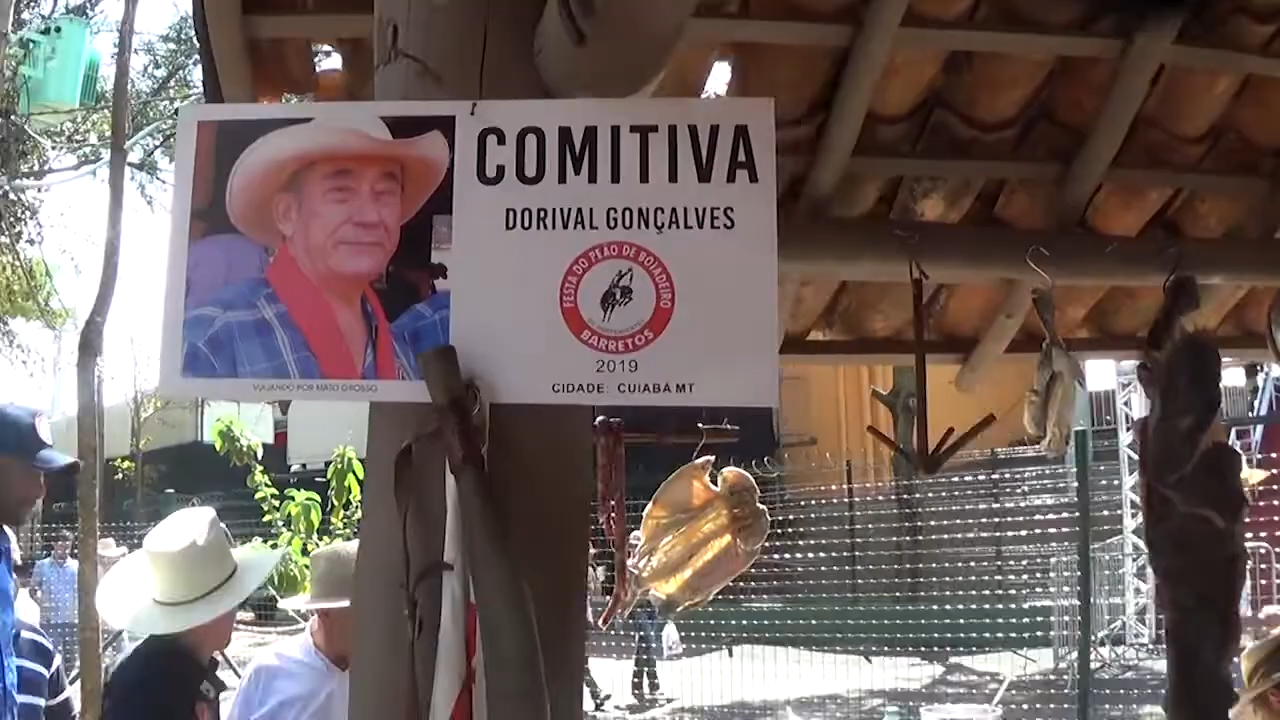 COMITIVA
DORIVAL GONÇALVES
FESTA DO PEÃO DE BOIADEIRO
BARRETOS
2019
CIDADE: CUIABÁ MT
VIAJANDO POR MATO GROSSO